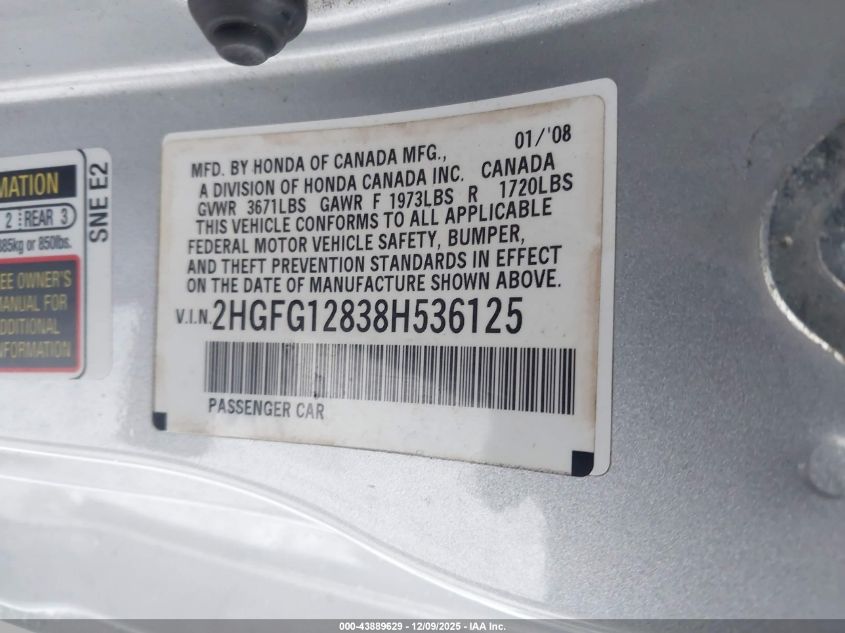 01/'08
MFD. BY HONDA OF CANADA MFG.,
A DIVISION OF HONDA CANADA INC. CANADA
GVWR 3671LBS GAWR F 1973LBS R 1720LBS
THIS VEHICLE CONFORMS TO ALL APPLICABLE
FEDERAL MOTOR VEHICLE SAFETY, BUMPER,
AND THEFT PREVENTION STANDARDS IN EFFECT
ON THE DATE OF MANUFACTURE SHOWN ABOVE.
V.I.N. 2HGFG12838H536125
PASSENGER CAR
MATION
2 REAR 3
385kg or 850lbs.
EE OWNER'S
MANUAL FOR
DDITIONAL
NFORMATION
SNE E2
000-43889629 - 12/09/2025 - IAA Inc.